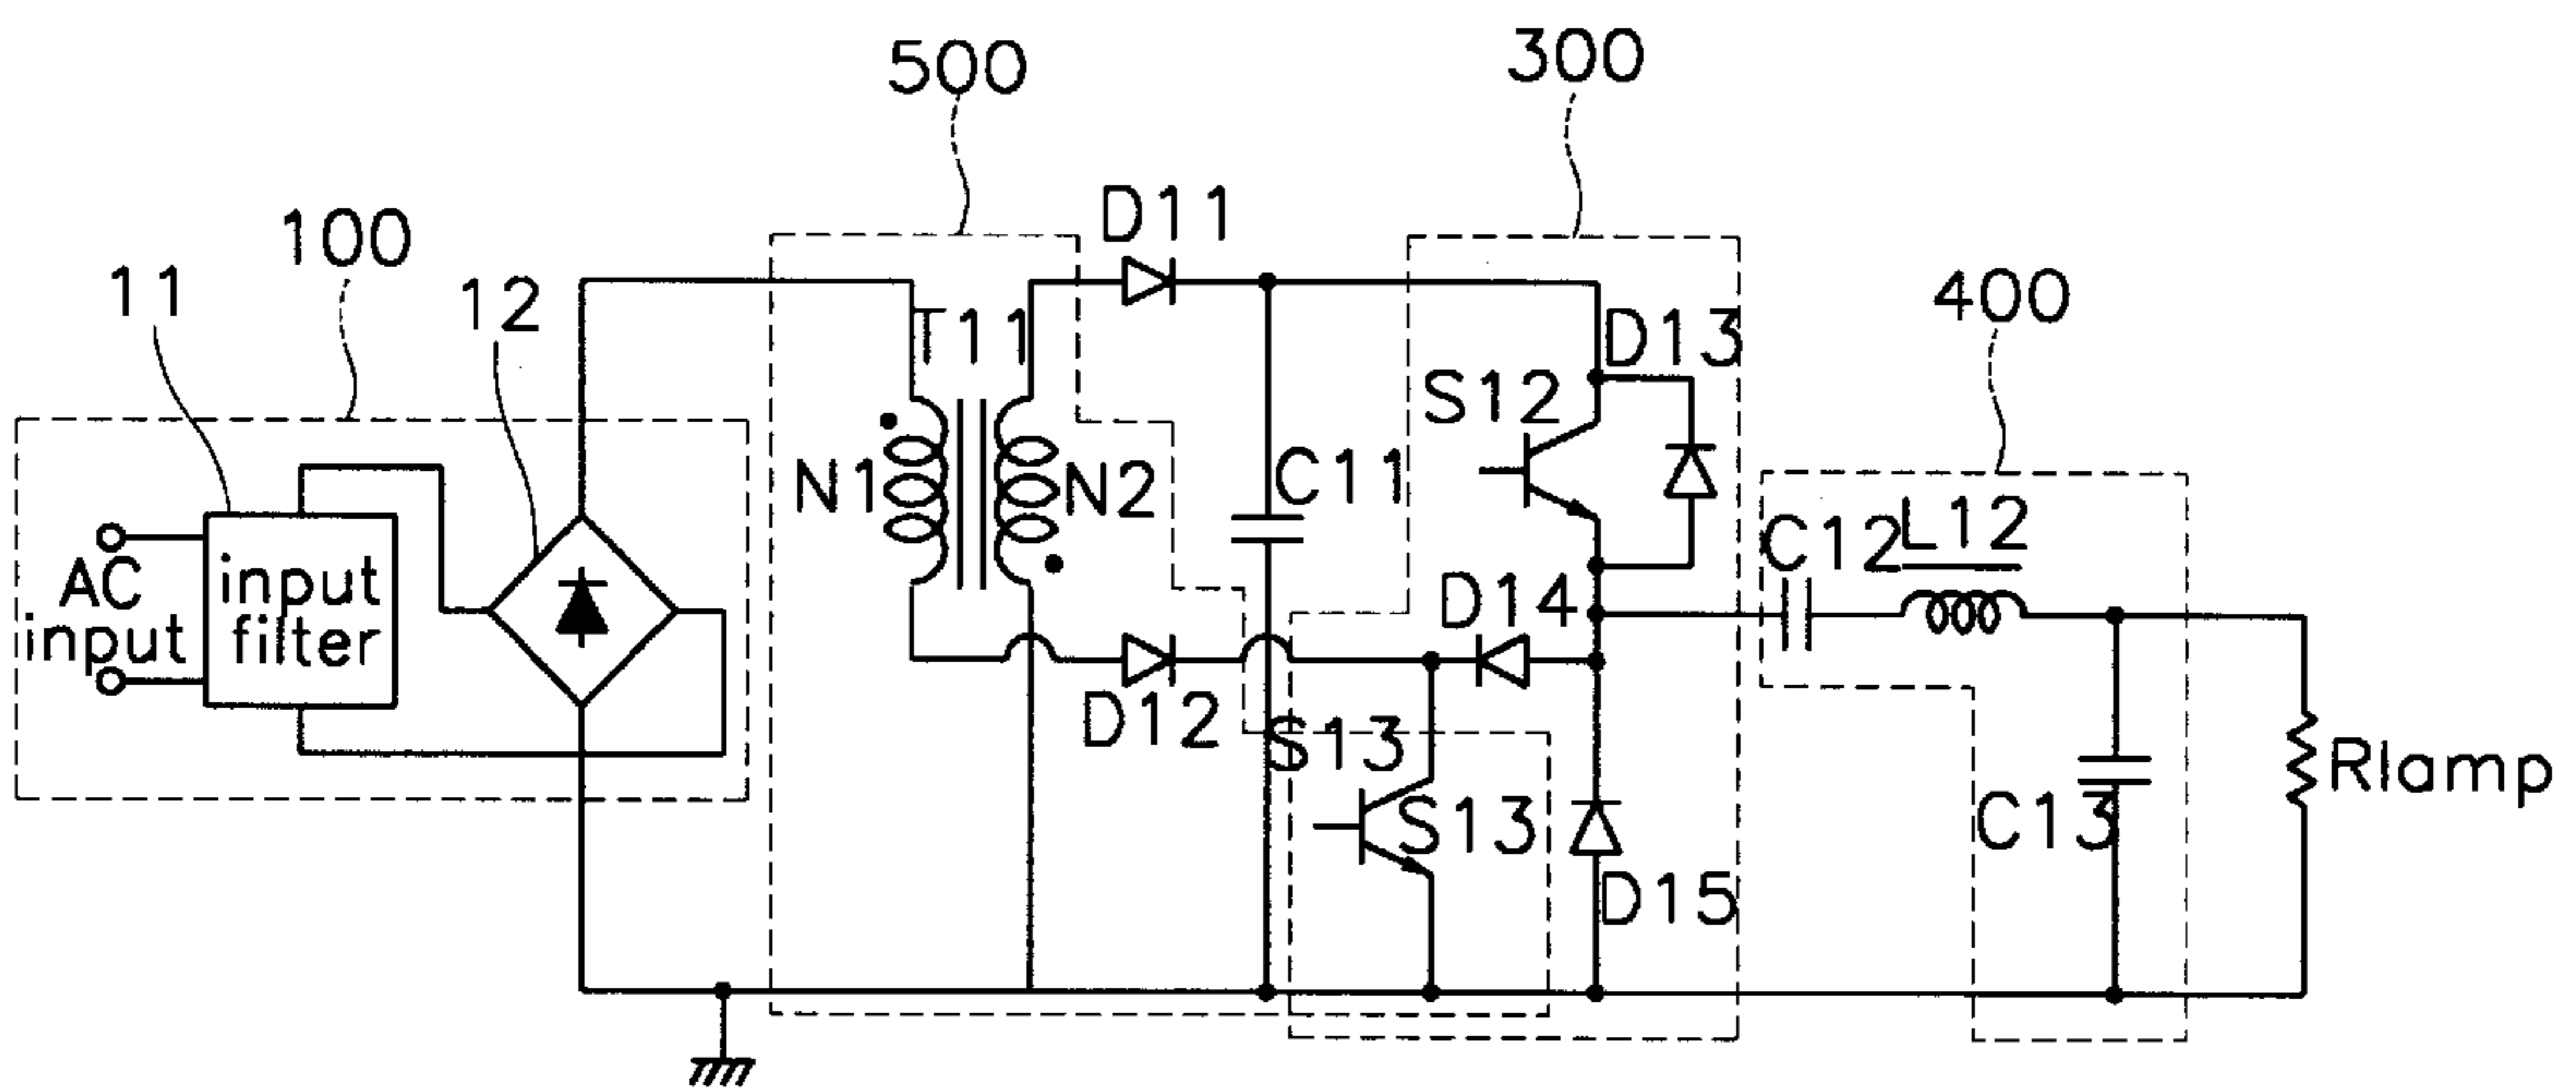 500
300
100
11
12
400
D11
T11
D13
S12
N1
N2
C11
C12
L12
AC
input
input
filter
D14
D12
S13
S13
D15
C13
Rlamp